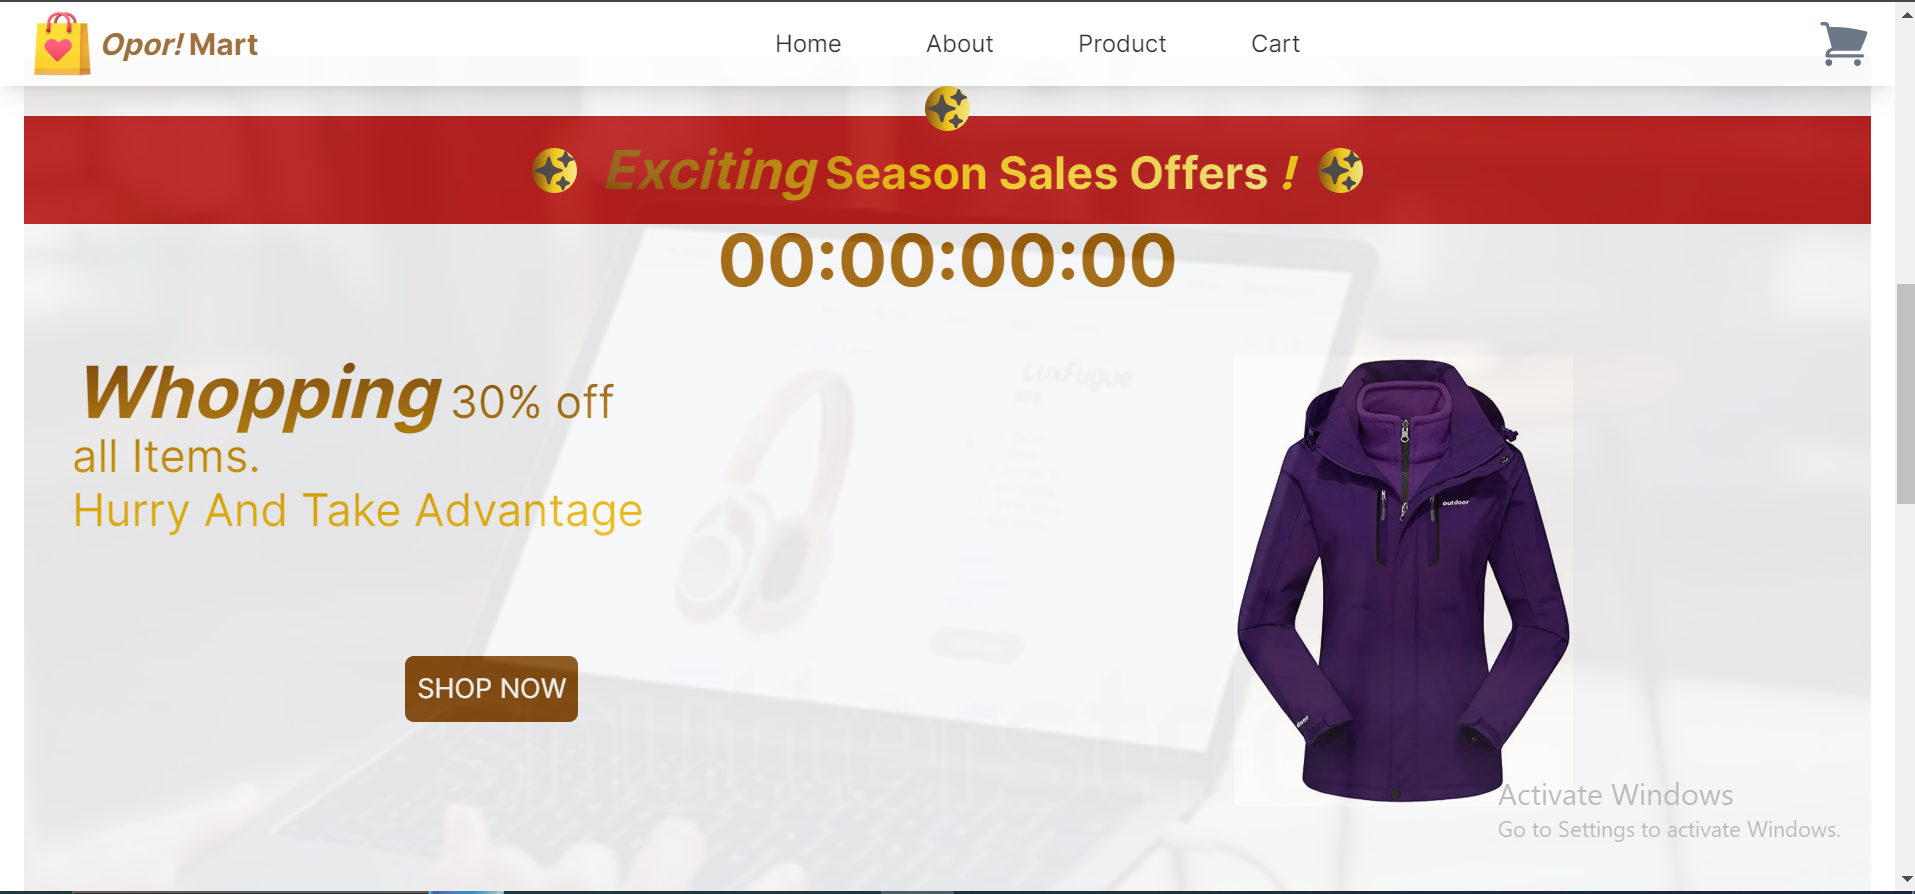 Opor! Mart
Home About Product Cart
Exciting Season Sales Offers !
00:00:00:00
Whopping 30% off
all Items.
Hurry And Take Advantage
LuxFugue
SHOP NOW
outdoor
Activate Windows
Go to Settings to activate Windows.